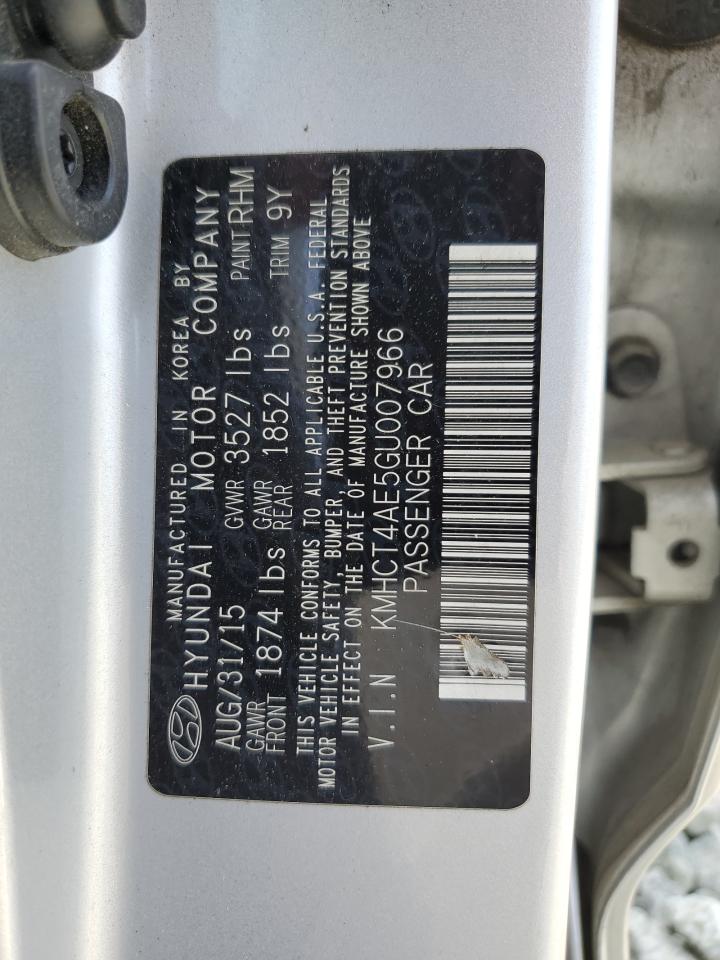 MANUFACTURED IN KOREA BY
HYUNDAI MOTOR COMPANY
AUG/31/15 GVWR 3527 lbs PAINT RHM
GAWR FRONT 1874 lbs GAWR REAR 1852 lbs TRIM 9Y
THIS VEHICLE CONFORMS TO ALL APPLICABLE U.S.A. FEDERAL
MOTOR VEHICLE SAFETY, BUMPER, AND THEFT PREVENTION STANDARDS
IN EFFECT ON THE DATE OF MANUFACTURE SHOWN ABOVE
V.I.N KMHCT4AE5GU007966
PASSENGER CAR